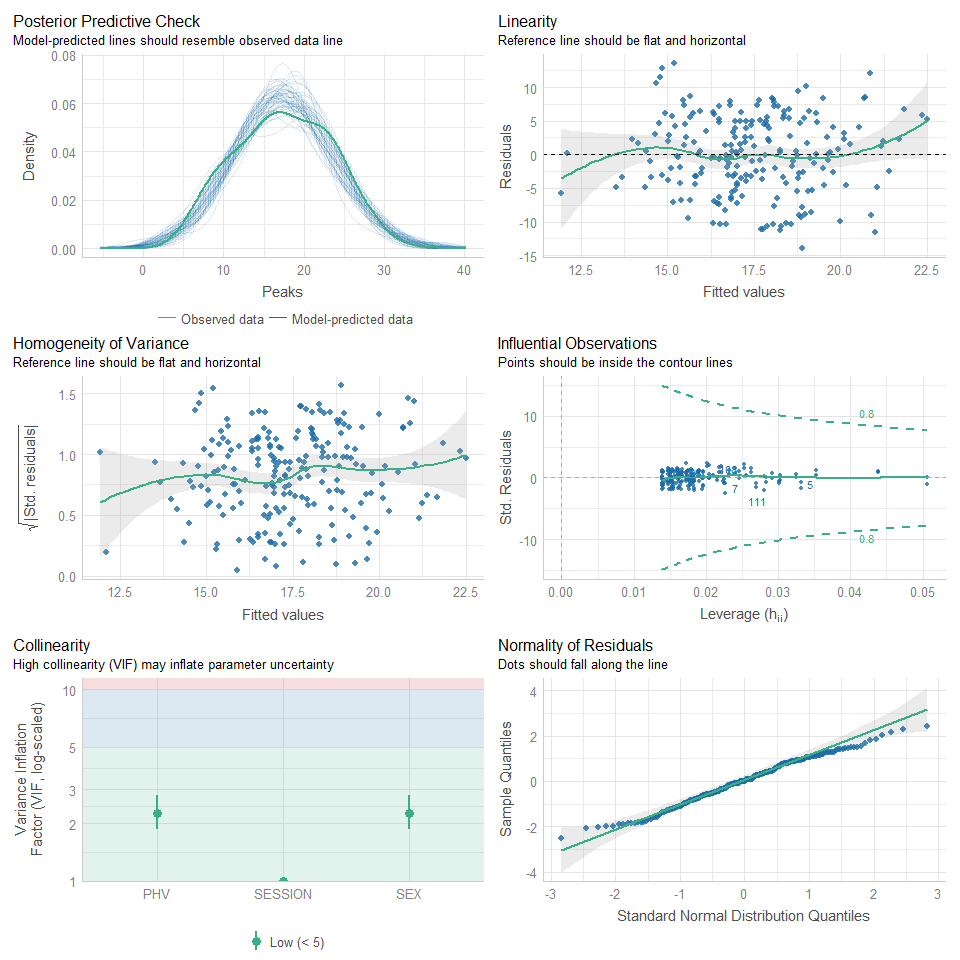 Posterior Predictive Check
Model-predicted lines should resemble observed data line
0.08
0.06
0.04
0.02
0.00
Density
0
10
20
30
40
Peaks
Observed data
Model-predicted data
Linearity
Reference line should be flat and horizontal
10
5
0
-5
-10
-15
Residuals
12.5
15.0
17.5
20.0
22.5
Fitted values
Homogeneity of Variance
Reference line should be flat and horizontal
1.5
1.0
0.5
0.0
√|Std. residuals|
12.5
15.0
17.5
20.0
22.5
Fitted values
Influential Observations
Points should be inside the contour lines
10
0
-10
Std. Residuals
0.8
7
5
111
0.8
0.00
0.01
0.02
0.03
0.04
0.05
Leverage (hii)
Collinearity
High collinearity (VIF) may inflate parameter uncertainty
10
5
3
2
1
Variance Inflation
Factor (VIF, log-scaled)
PHV
SESSION
SEX
Low (< 5)
Normality of Residuals
Dots should fall along the line
4
2
0
-2
-4
Sample Quantiles
-3
-2
-1
0
1
2
3
Standard Normal Distribution Quantiles